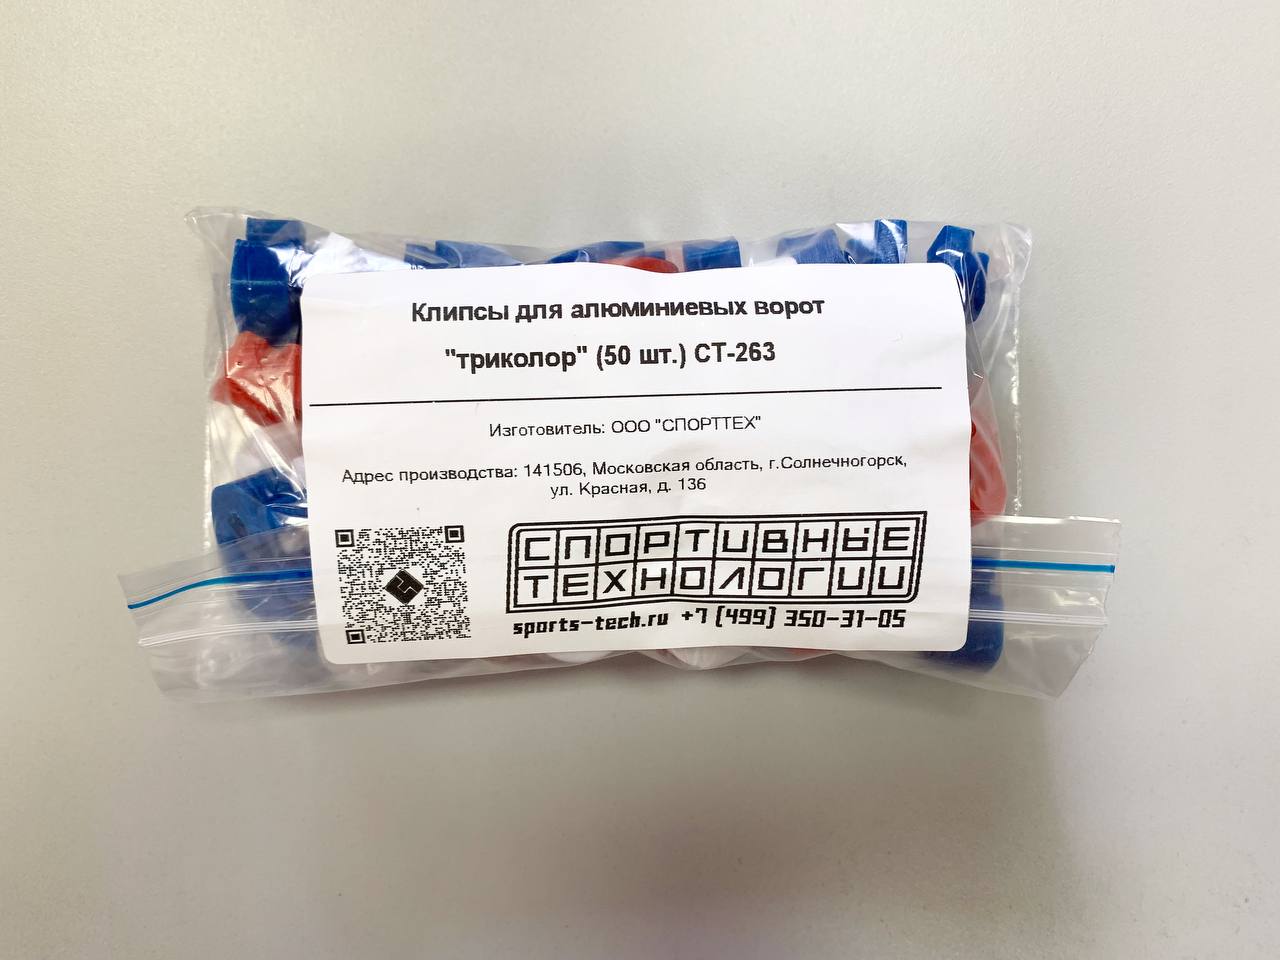 Клипсы для алюминиевых ворот
"триколор" (50 шт.) СТ-263
Изготовитель: ООО "СПОРТТЕХ"
Адрес производства: 141506, Московская область, г.Солнечногорск,
ул. Красная, д. 136
СПОРТИВНЫЕ
ТЕХНОЛОГИИ
sports-tech.ru +7 (499) 350-31-05